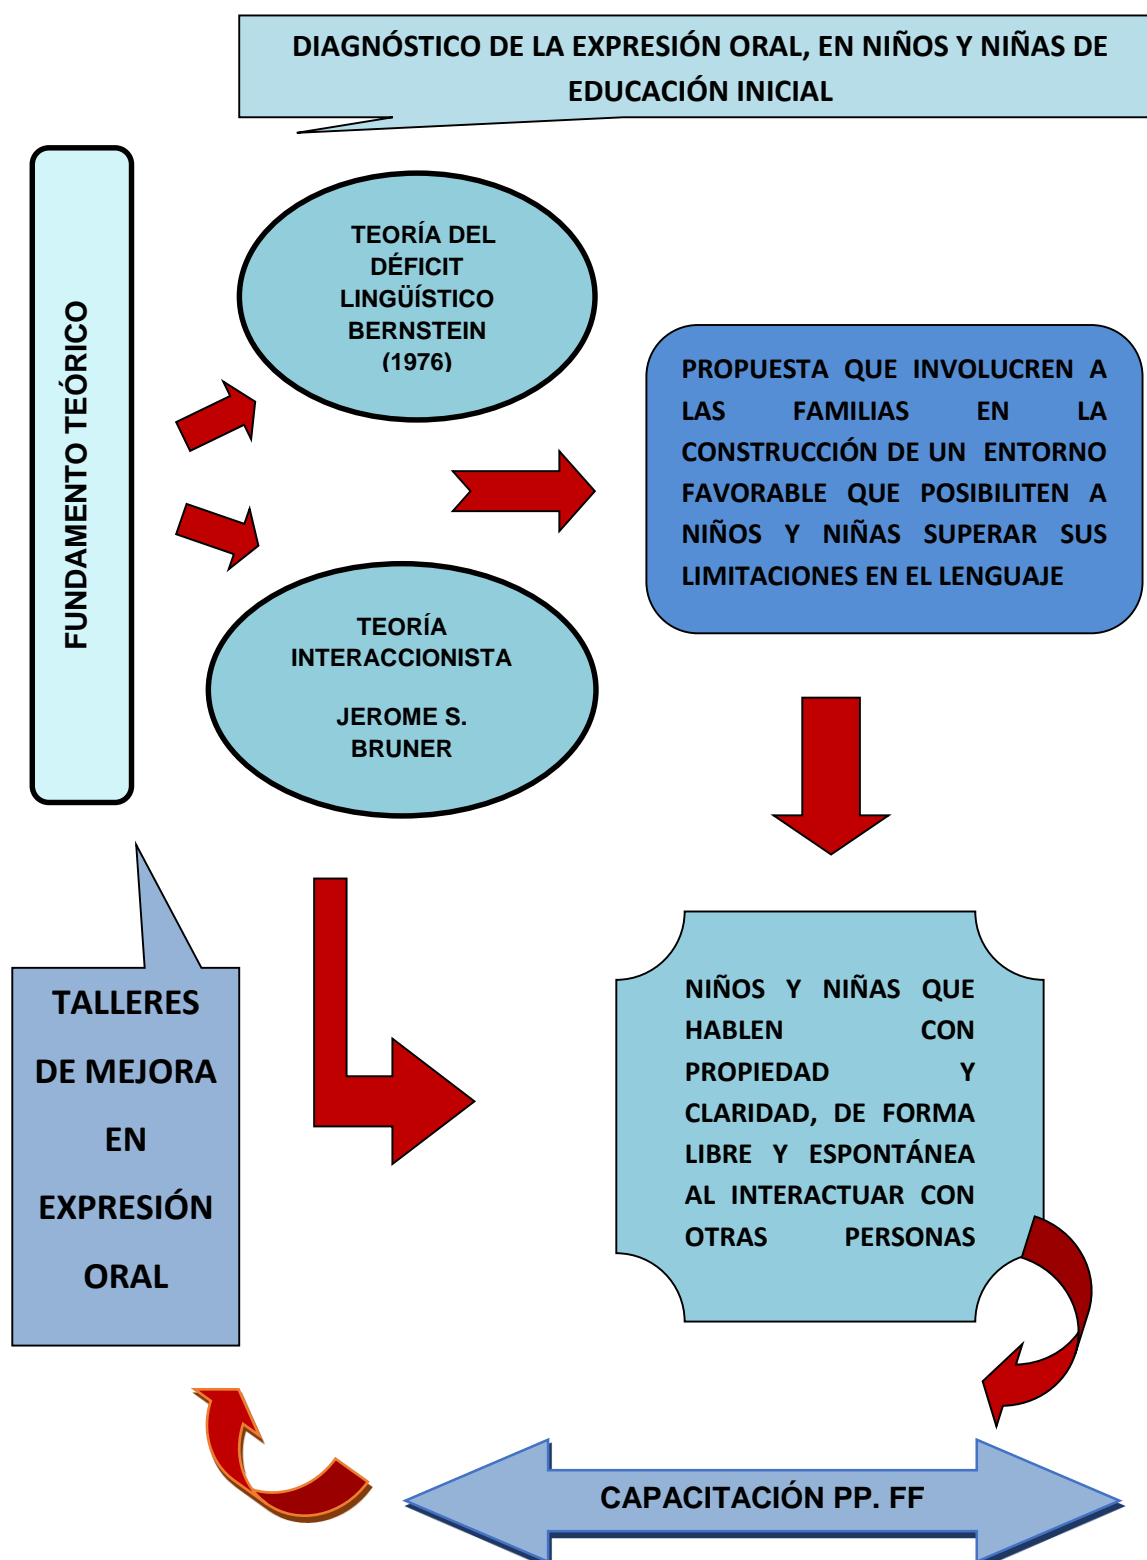 DIAGNÓSTICO DE LA EXPRESIÓN ORAL, EN NIÑOS Y NIÑAS DE
EDUCACIÓN INICIAL
FUNDAMENTO TEÓRICO
TEORÍA DEL
DÉFICIT
LINGÜÍSTICO
BERNSTEIN
(1976)
PROPUESTA QUE INVOLUCREN A
LAS FAMILIAS EN LA
CONSTRUCCIÓN DE UN ENTORNO
FAVORABLE QUE POSIBILITEN A
NIÑOS Y NIÑAS SUPERAR SUS
LIMITACIONES EN EL LENGUAJE
TEORÍA
INTERACCIONISTA
JEROME S.
BRUNER
TALLERES
DE MEJORA
EN
EXPRESIÓN
ORAL
NIÑOS Y NIÑAS QUE
HABLEN CON
PROPIEDAD Y
CLARIDAD, DE FORMA
LIBRE Y ESPONTÁNEA
AL INTERACTUAR CON
OTRAS PERSONAS
CAPACITACIÓN PP. FF